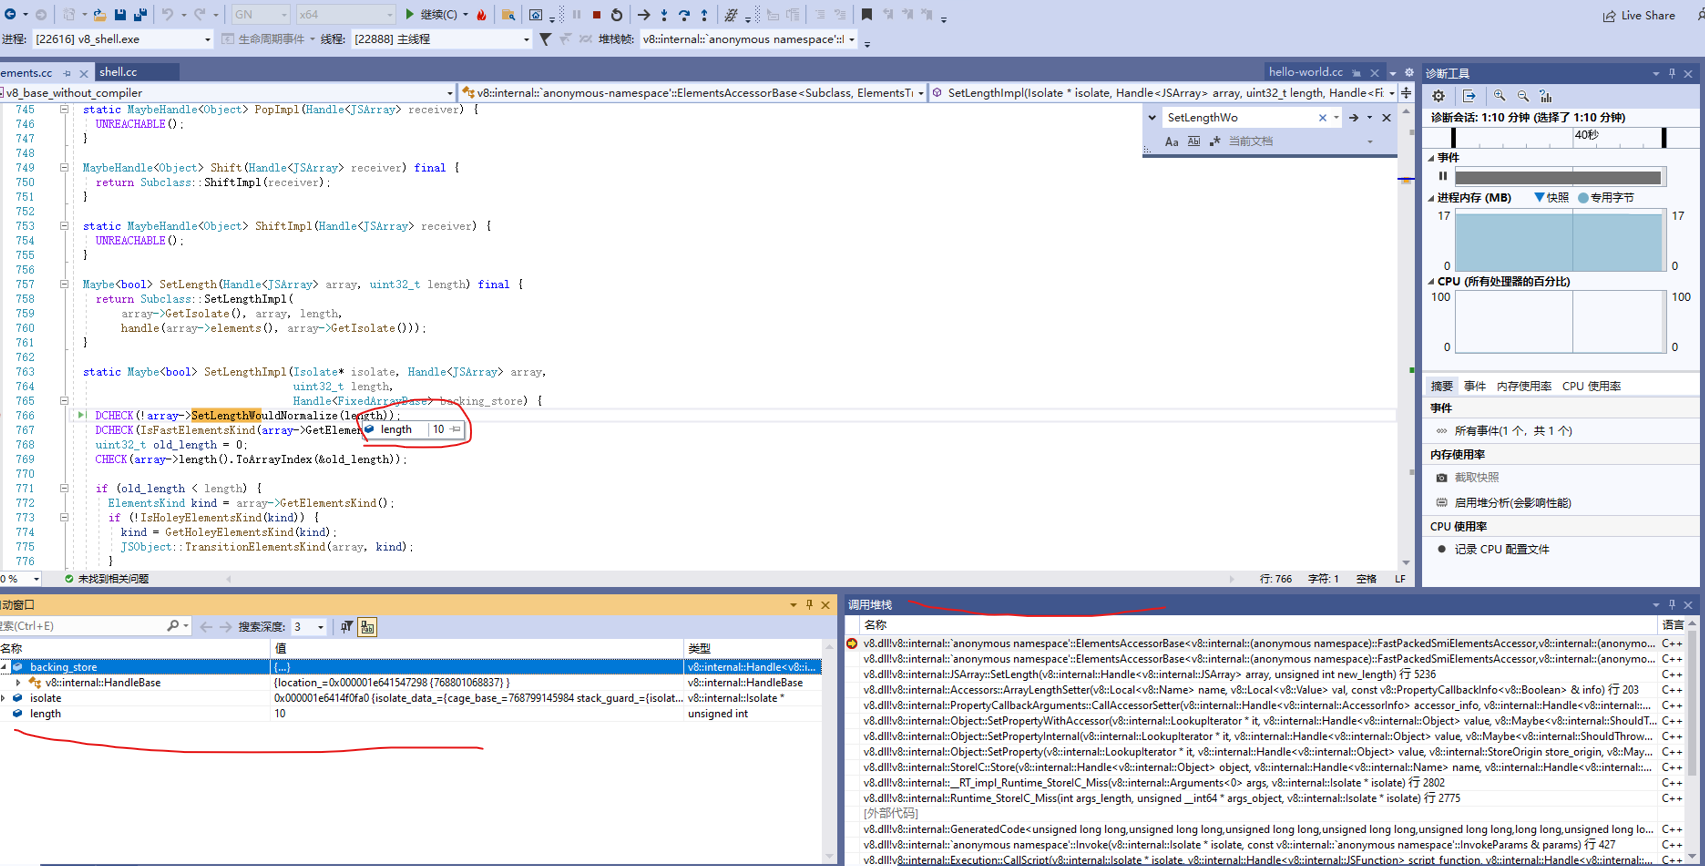 GN
x64
继续(C)
Live Share
进程:
[22616] v8_shell.exe
生命周期事件
线程:
[22888] 主线程
堆栈帧:
v8::internal::`anonymous namespace'::I
ements.cc
shell.cc
hello-world.cc
v8_base_without_compiler
v8::internal::`anonymous-namespace'::ElementsAccessorBase<Subclass, ElementsTi
SetLengthImpl(Isolate * isolate, Handle<JSArray> array, uint32_t length, Handle<Fi:
745 static MaybeHandle<Object> PopImpl(Handle<JSArray> receiver) {
746 UNREACHABLE();
747 }
748
749 MaybeHandle<Object> Shift(Handle<JSArray> receiver) final {
750 return Subclass::ShiftImpl(receiver);
751 }
752
753 static MaybeHandle<Object> ShiftImpl(Handle<JSArray> receiver) {
754 UNREACHABLE();
755 }
756
757 Maybe<bool> SetLength(Handle<JSArray> array, uint32_t length) final {
758 return Subclass::SetLengthImpl(
759 array->GetIsolate(), array, length,
760 handle(array->elements(), array->GetIsolate()));
761 }
762
763 static Maybe<bool> SetLengthImpl(Isolate* isolate, Handle<JSArray> array,
764 uint32_t length,
765 Handle<FixedArrayBase> backing_store) {
766 DCHECK(!array->SetLengthWouldNormalize(length));
767 DCHECK(IsFastElementsKind(array->GetElemen
length 10
768 uint32_t old_length = 0;
769 CHECK(array->length().ToArrayIndex(&old_length));
770
771 if (old_length < length) {
772 ElementsKind kind = array->GetElementsKind();
773 if (!IsHoleyElementsKind(kind)) {
774 kind = GetHoleyElementsKind(kind);
775 JSObject::TransitionElementsKind(array, kind);
776 }
SetLengthWo
Aa Ab 当前文档
0 %
未找到相关问题
行: 766
字符: 1
空格
LF
诊断工具
诊断会话: 1:10 分钟 (选择了 1:10 分钟)
40秒
事件
进程内存 (MB)
快照
专用字节
17
17
0
0
CPU (所有处理器的百分比)
100
100
0
0
摘要 事件 内存使用率 CPU 使用率
事件
所有事件(1 个，共 1 个)
内存使用率
截取快照
启用堆分析(会影响性能)
CPU 使用率
记录 CPU 配置文件
动窗口
索(Ctrl+E)
搜索深度: 3
名称 值 类型
backing_store {...} v8::internal::Handle<v8::i...
v8::internal::HandleBase {location_=0x000001e641547298 {768801068837} } v8::internal::HandleBase
isolate 0x000001e6414f0fa0 {isolate_data_={cage_base_=768799145984 stack_guard_={isolat... v8::internal::Isolate *
length 10 unsigned int
调用堆栈
名称 语言
v8.dll!v8::internal::`anonymous namespace'::ElementsAccessorBase<v8::internal::(anonymous namespace)::FastPackedSmiElementsAccessor,v8::internal::(anonymo... C++
v8.dll!v8::internal::`anonymous namespace'::ElementsAccessorBase<v8::internal::(anonymous namespace)::FastPackedSmiElementsAccessor,v8::internal::(anonymo... C++
v8.dll!v8::internal::JSArray::SetLength(v8::internal::Handle<v8::internal::JSArray> array, unsigned int new_length) 行 5236 C++
v8.dll!v8::internal::Accessors::ArrayLengthSetter(v8::Local<v8::Name> name, v8::Local<v8::Value> val, const v8::PropertyCallbackInfo<v8::Boolean> & info) 行 203 C++
v8.dll!v8::internal::PropertyCallbackArguments::CallAccessorSetter(v8::internal::Handle<v8::internal::AccessorInfo> accessor_info, v8::internal::Handle<v8::internal::N... C++
v8.dll!v8::internal::Object::SetPropertyWithAccessor(v8::internal::LookupIterator * it, v8::internal::Handle<v8::internal::Object> value, v8::Maybe<v8::internal::ShouldT... C++
v8.dll!v8::internal::Object::SetPropertyInternal(v8::internal::LookupIterator * it, v8::internal::Handle<v8::internal::Object> value, v8::Maybe<v8::internal::ShouldThrow... C++
v8.dll!v8::internal::Object::SetProperty(v8::internal::LookupIterator * it, v8::internal::Handle<v8::internal::Object> value, v8::internal::StoreOrigin store_origin, v8::May... C++
v8.dll!v8::internal::StoreIC::Store(v8::internal::Handle<v8::internal::Object> object, v8::internal::Handle<v8::internal::Name> name, v8::internal::Handle<v8::internal:... C++
v8.dll!v8::internal::__RT_impl_Runtime_StoreIC_Miss(v8::internal::Arguments<0> args, v8::internal::Isolate * isolate) 行 2802 C++
v8.dll!v8::internal::Runtime_StoreIC_Miss(int args_length, unsigned __int64 * args_object, v8::internal::Isolate * isolate) 行 2775 C++
[外部代码]
v8.dll!v8::internal::GeneratedCode<unsigned long long,unsigned long long,unsigned long long,unsigned long long,unsigned long long,long long,unsigned long lo... C++
v8.dll!v8::internal::`anonymous namespace'::Invoke(v8::internal::Isolate * isolate, const v8::internal::`anonymous namespace'::InvokeParams & params) 行 427 C++
v8.dll!v8::internal::Execution::CallScript(v8::internal::Isolate * isolate, v8::internal::Handle<v8::internal::JSFunction> script_function, v8::internal::Handle<v8::intern... C++